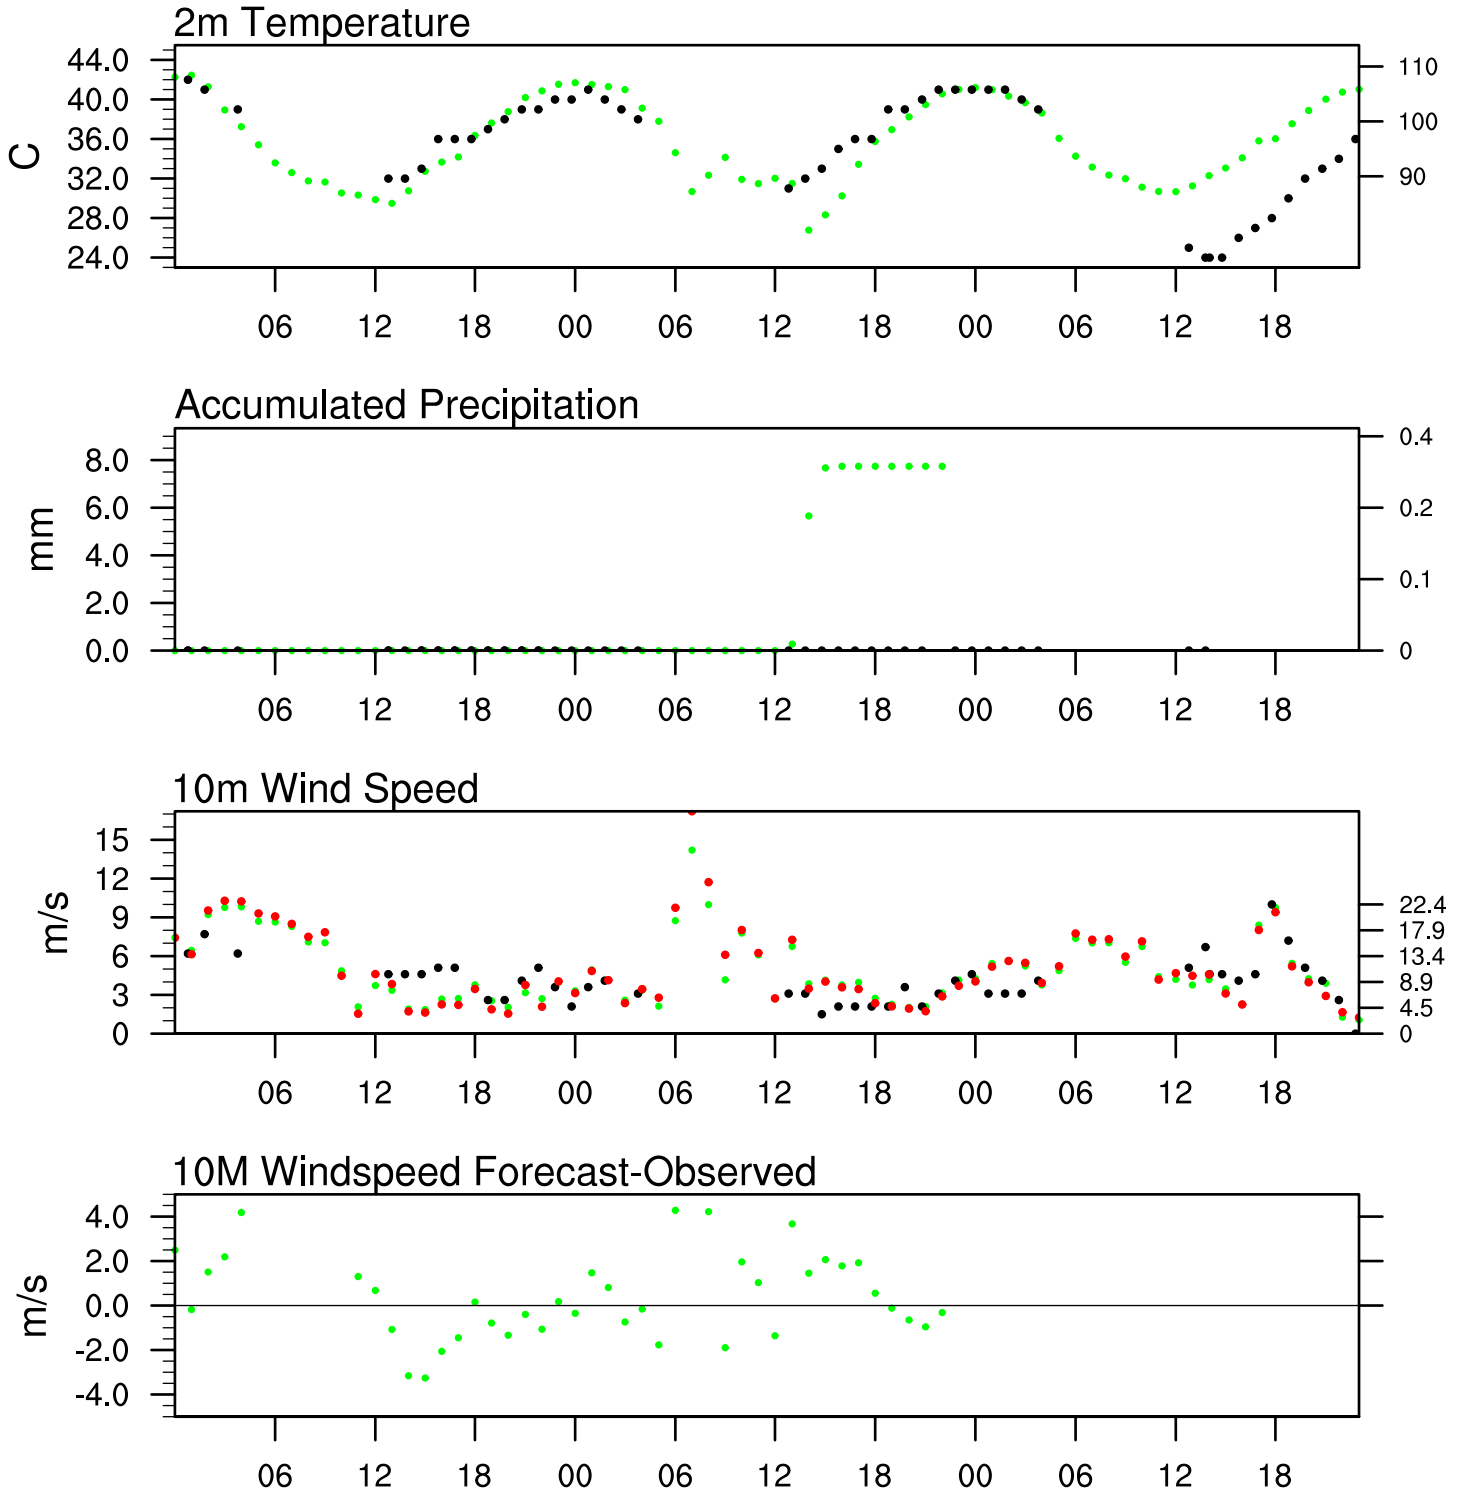 2m Temperature
44.0
40.0
36.0
32.0
28.0
24.0
C
110
100
90
06 12 18 00 06 12 18 00 06 12 18
Accumulated Precipitation
8.0
6.0
4.0
2.0
0.0
mm
0.4
0.2
0.1
0
06 12 18 00 06 12 18 00 06 12 18
10m Wind Speed
15
12
9
6
3
0
m/s
22.4
17.9
13.4
8.9
4.5
0
06 12 18 00 06 12 18 00 06 12 18
10M Windspeed Forecast-Observed
4.0
2.0
0.0
-2.0
-4.0
m/s
06 12 18 00 06 12 18 00 06 12 18